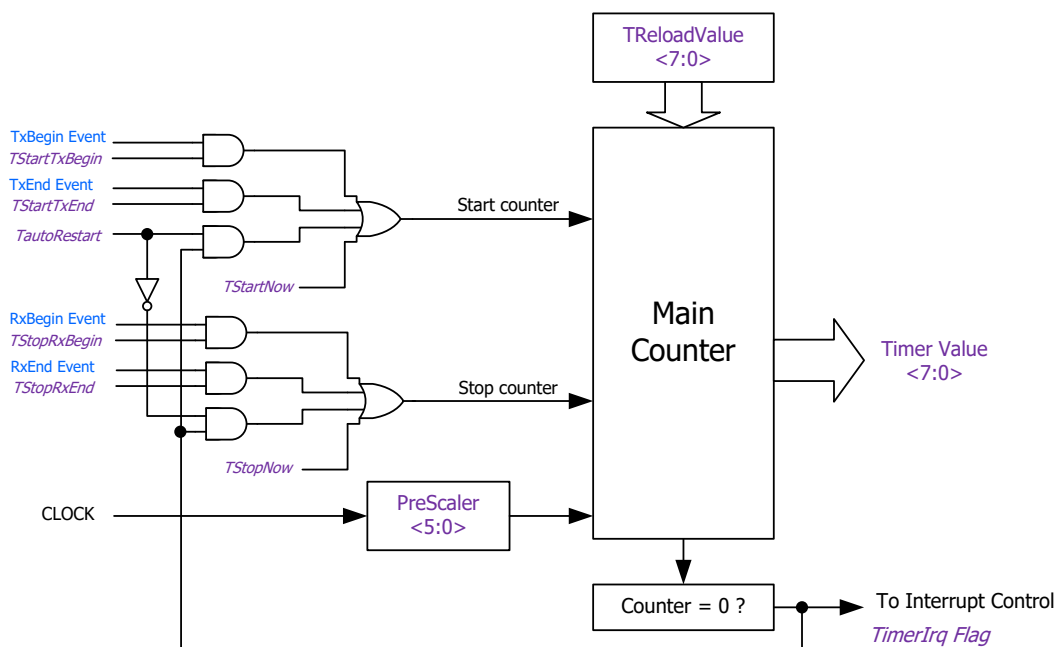 TReloadValue
<7:0>
TxBegin Event
TStartTxBegin
TxEnd Event
TStartTxEnd
TautoRestart
Start counter
TStartNow
RxBegin Event
TStopRxBegin
RxEnd Event
TStopRxEnd
Stop counter
TStopNow
Main
Counter
Timer Value
<7:0>
CLOCK
PreScaler
<5:0>
Counter = 0 ?
To Interrupt Control
TimerIrq Flag